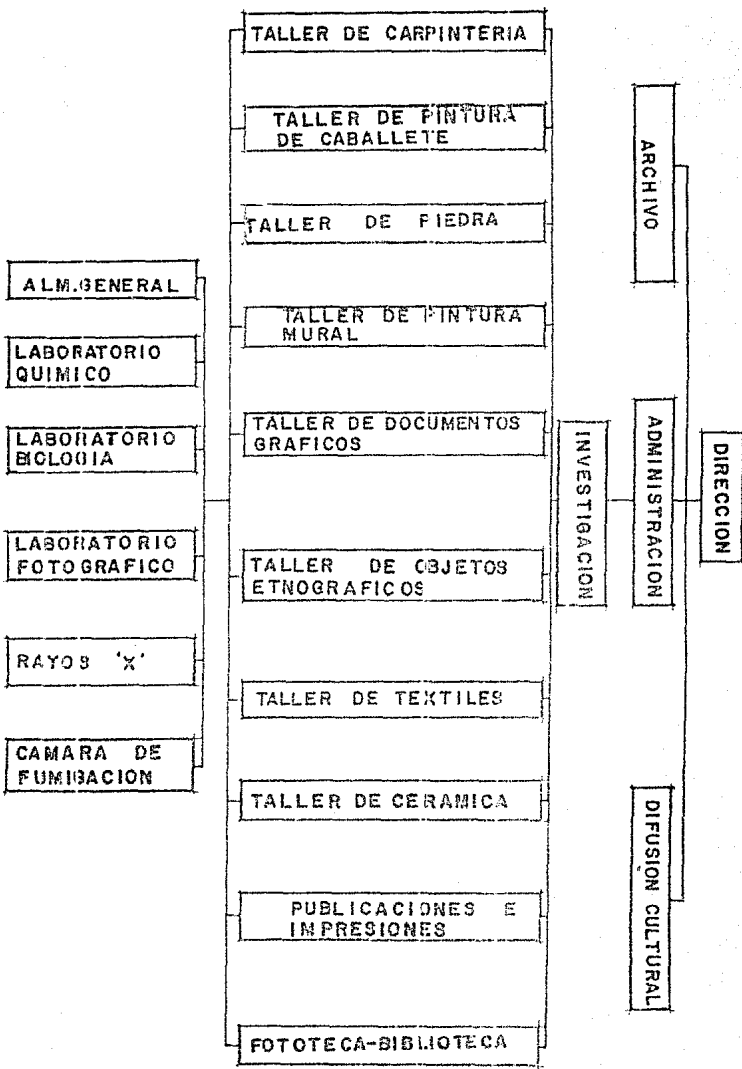 TALLER DE CARPINTERIA
TALLER DE PINTURA
DE CABALLETE
TALLER DE PIEDRA
TALLER DE PINTURA
MURAL
TALLER DE DOCUMENTOS
GRAFICOS
TALLER DE OBJETOS
ETNOGRAFICOS
TALLER DE TEXTILES
TALLER DE CERAMICA
PUBLICACIONES E
IMPRESIONES
FOTOTECA-BIBLIOTECA
ALM.GENERAL
LABORATORIO
QUIMICO
LABORATORIO
BIOLOGIA
LABORATORIO
FOTOGRAFICO
RAYOS 'X'
CAMARA DE
FUMIGACION
INVESTIGACION
ARCHIVO
ADMINISTRACION
DIFUSION CULTURAL
DIRECCION